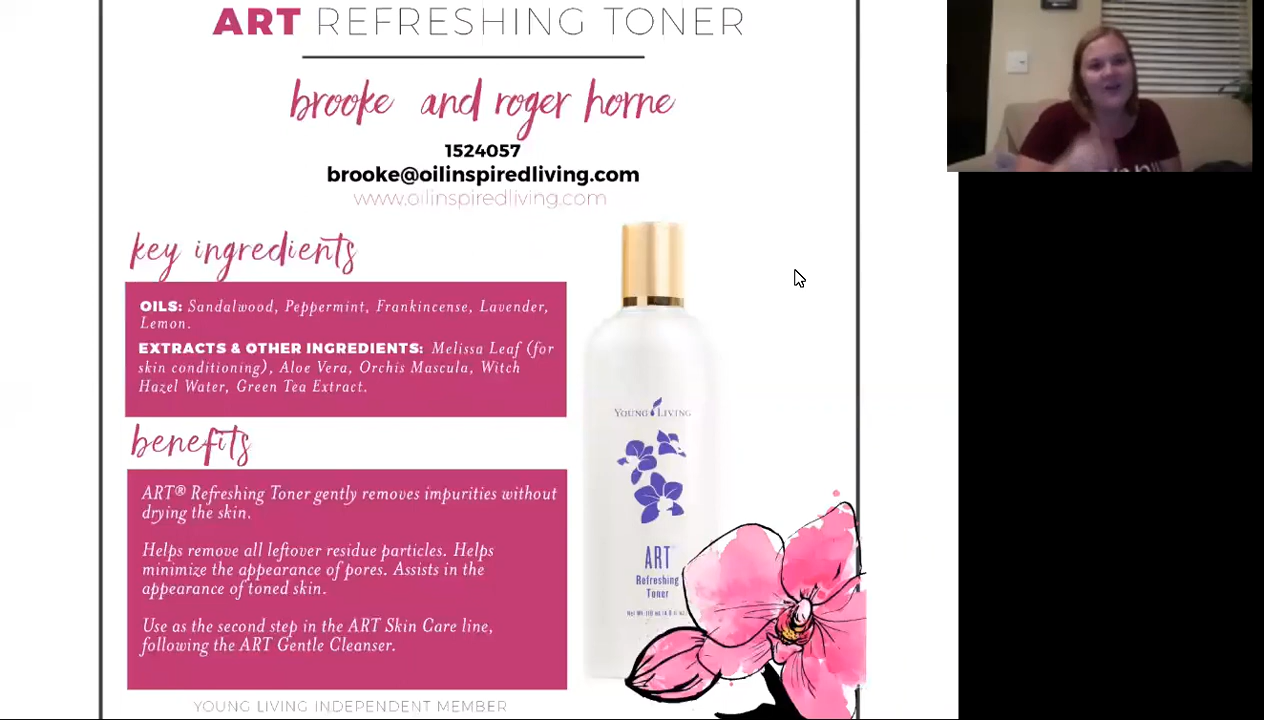 ART REFRESHING TONER
brooke and roger horne
1524057
brooke@oilinspiredliving.com
www.oilinspiredliving.com
key ingredients
OILS: Sandalwood, Peppermint, Frankincense, Lavender,
Lemon.
EXTRACTS & OTHER INGREDIENTS: Melissa Leaf (for
skin conditioning), Aloe Vera, Orchis Mascula, Witch
Hazel Water, Green Tea Extract.
benefits
ART® Refreshing Toner gently removes impurities without
drying the skin.
Helps remove all leftover residue particles. Helps
minimize the appearance of pores. Assists in the
appearance of toned skin.
Use as the second step in the ART Skin Care line,
following the ART Gentle Cleanser.
YOUNG LIVING INDEPENDENT MEMBER
YOUNG LIVING
ART
Refreshing
Toner